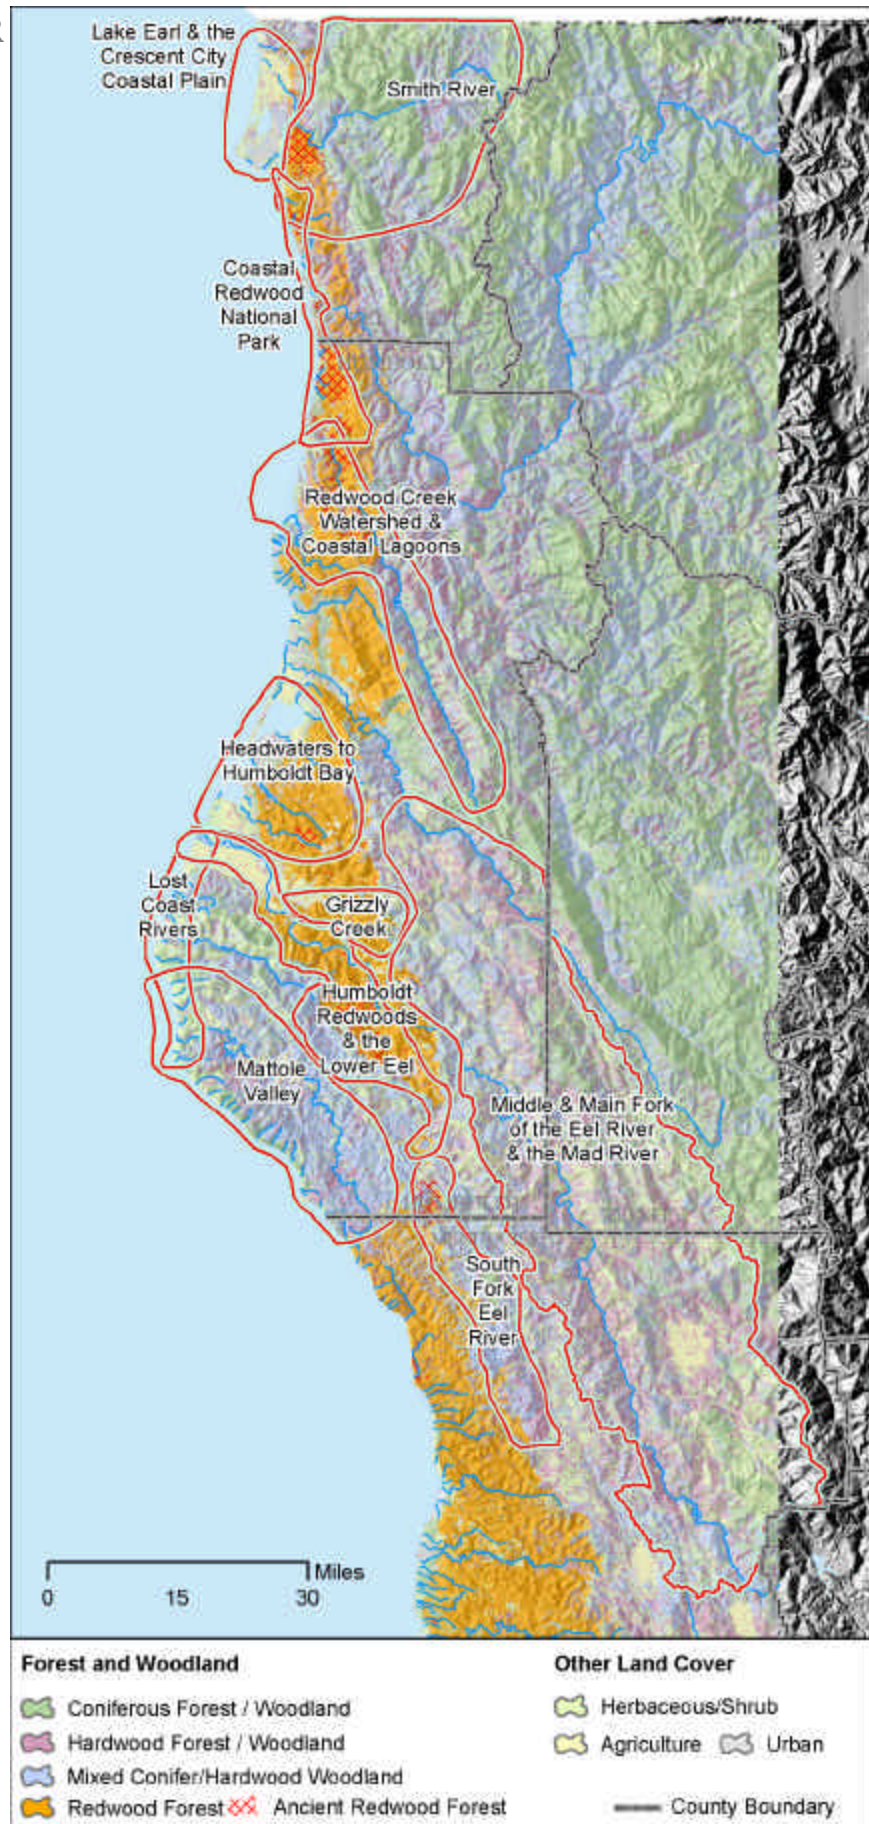 Lake Earl & the
Crescent City
Coastal Plain
Smith River
Coastal
Redwood
National
Park
Redwood Creek
Watershed &
Coastal Lagoons
Headwaters to
Humboldt Bay
Lost
Coast
Rivers
Grizzly
Creek
Humboldt
Redwoods
& the
Lower Eel
Mattole
Valley
Middle & Main Fork
of the Eel River
& the Mad River
South
Fork
Eel
River
Miles
0 15 30
Forest and Woodland
Coniferous Forest / Woodland
Hardwood Forest / Woodland
Mixed Conifer/Hardwood Woodland
Redwood Forest Ancient Redwood Forest
Other Land Cover
Herbaceous/Shrub
Agriculture Urban
County Boundary